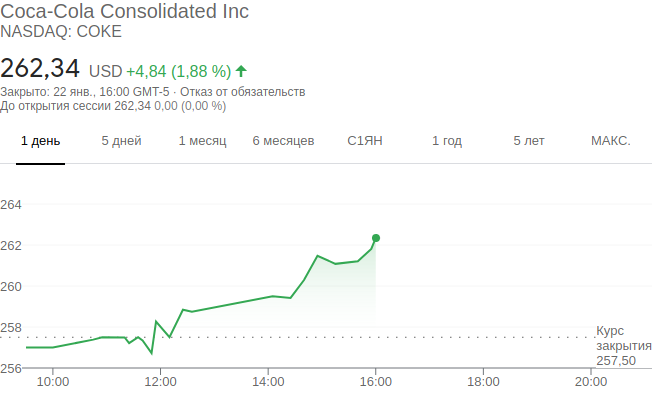 Coca-Cola Consolidated Inc
NASDAQ: COKE
262,34 USD +4,84 (1,88 %)
Закрыто: 22 янв., 16:00 GMT-5 · Отказ от обязательств
До открытия сессии 262,34 0,00 (0,00 %)
1 день 5 дней 1 месяц 6 месяцев С1ЯН 1 год 5 лет МАКС.
264
262
260
258
256
Курс
закрытия
257,50
10:00 12:00 14:00 16:00 18:00 20:00